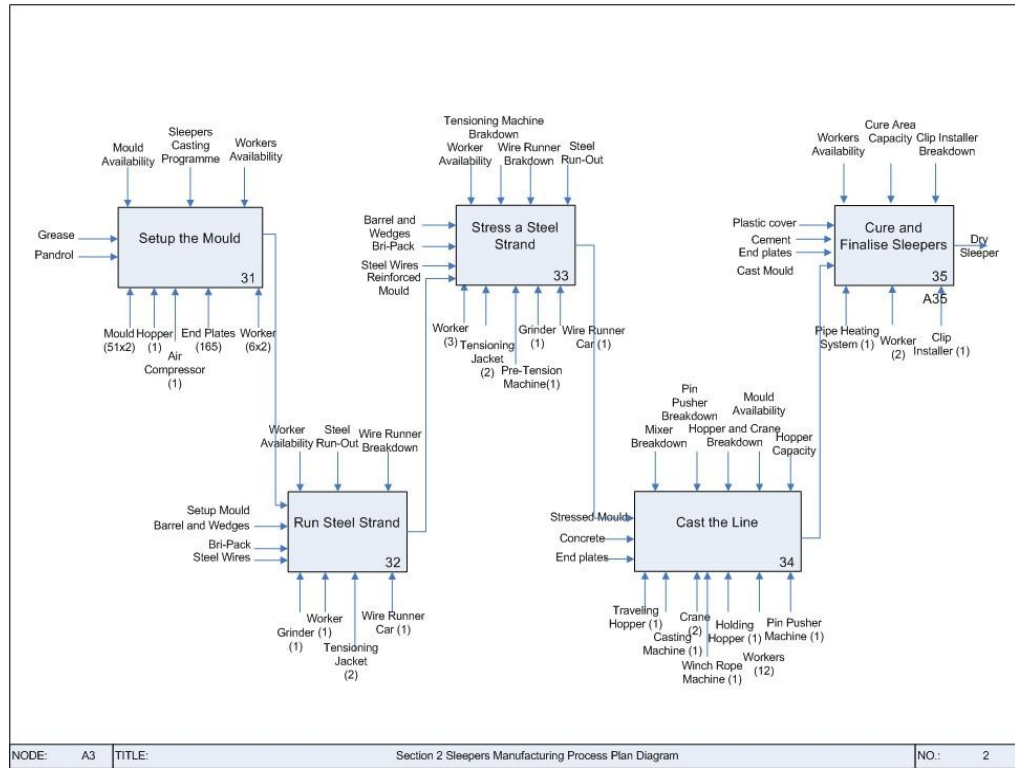 Mould
Availability
Sleepers
Casting
Programme
Workers
Availability
Grease
Pandrol
Setup the Mould
31
Mould
(51x2)
Hopper
(1)
Air
Compressor
(1)
End Plates
(165)
Worker
(6x2)
Worker
Availability
Steel
Run-Out
Wire Runner
Breakdown
Setup Mould
Barrel and Wedges
Bri-Pack
Steel Wires
Run Steel Strand
32
Grinder
(1)
Worker
(1)
Tensioning
Jacket
(2)
Wire Runner
Car (1)
Tensioning Machine
Brakdown
Worker
Availability
Wire Runner
Brakdown
Steel
Run-Out
Barrel and
Wedges
Bri-Pack
Steel Wires
Reinforced
Mould
Stress a Steel
Strand
33
Worker
(3)
Tensioning
Jacket
(2)
Pre-Tension
Machine(1)
Grinder
(1)
Wire Runner
Car (1)
Mixer
Breakdown
Pin
Pusher
Breakdown
Hopper and Crane
Breakdown
Mould
Availability
Hopper
Capacity
Stressed Mould
Concrete
End plates
Cast the Line
34
Traveling
Hopper (1)
Casting
Machine (1)
Crane
(2)
Winch Rope
Machine (1)
Holding
Hopper (1)
Workers
(12)
Pin Pusher
Machine (1)
Workers
Availability
Cure Area
Capacity
Clip Installer
Breakdown
Plastic cover
Cement
End plates
Cast Mould
Cure and
Finalise Sleepers
35
A35
Dry
Sleeper
Pipe Heating
System (1)
Worker
(2)
Clip
Installer (1)
NODE: A3 TITLE: Section 2 Sleepers Manufacturing Process Plan Diagram NO.: 2